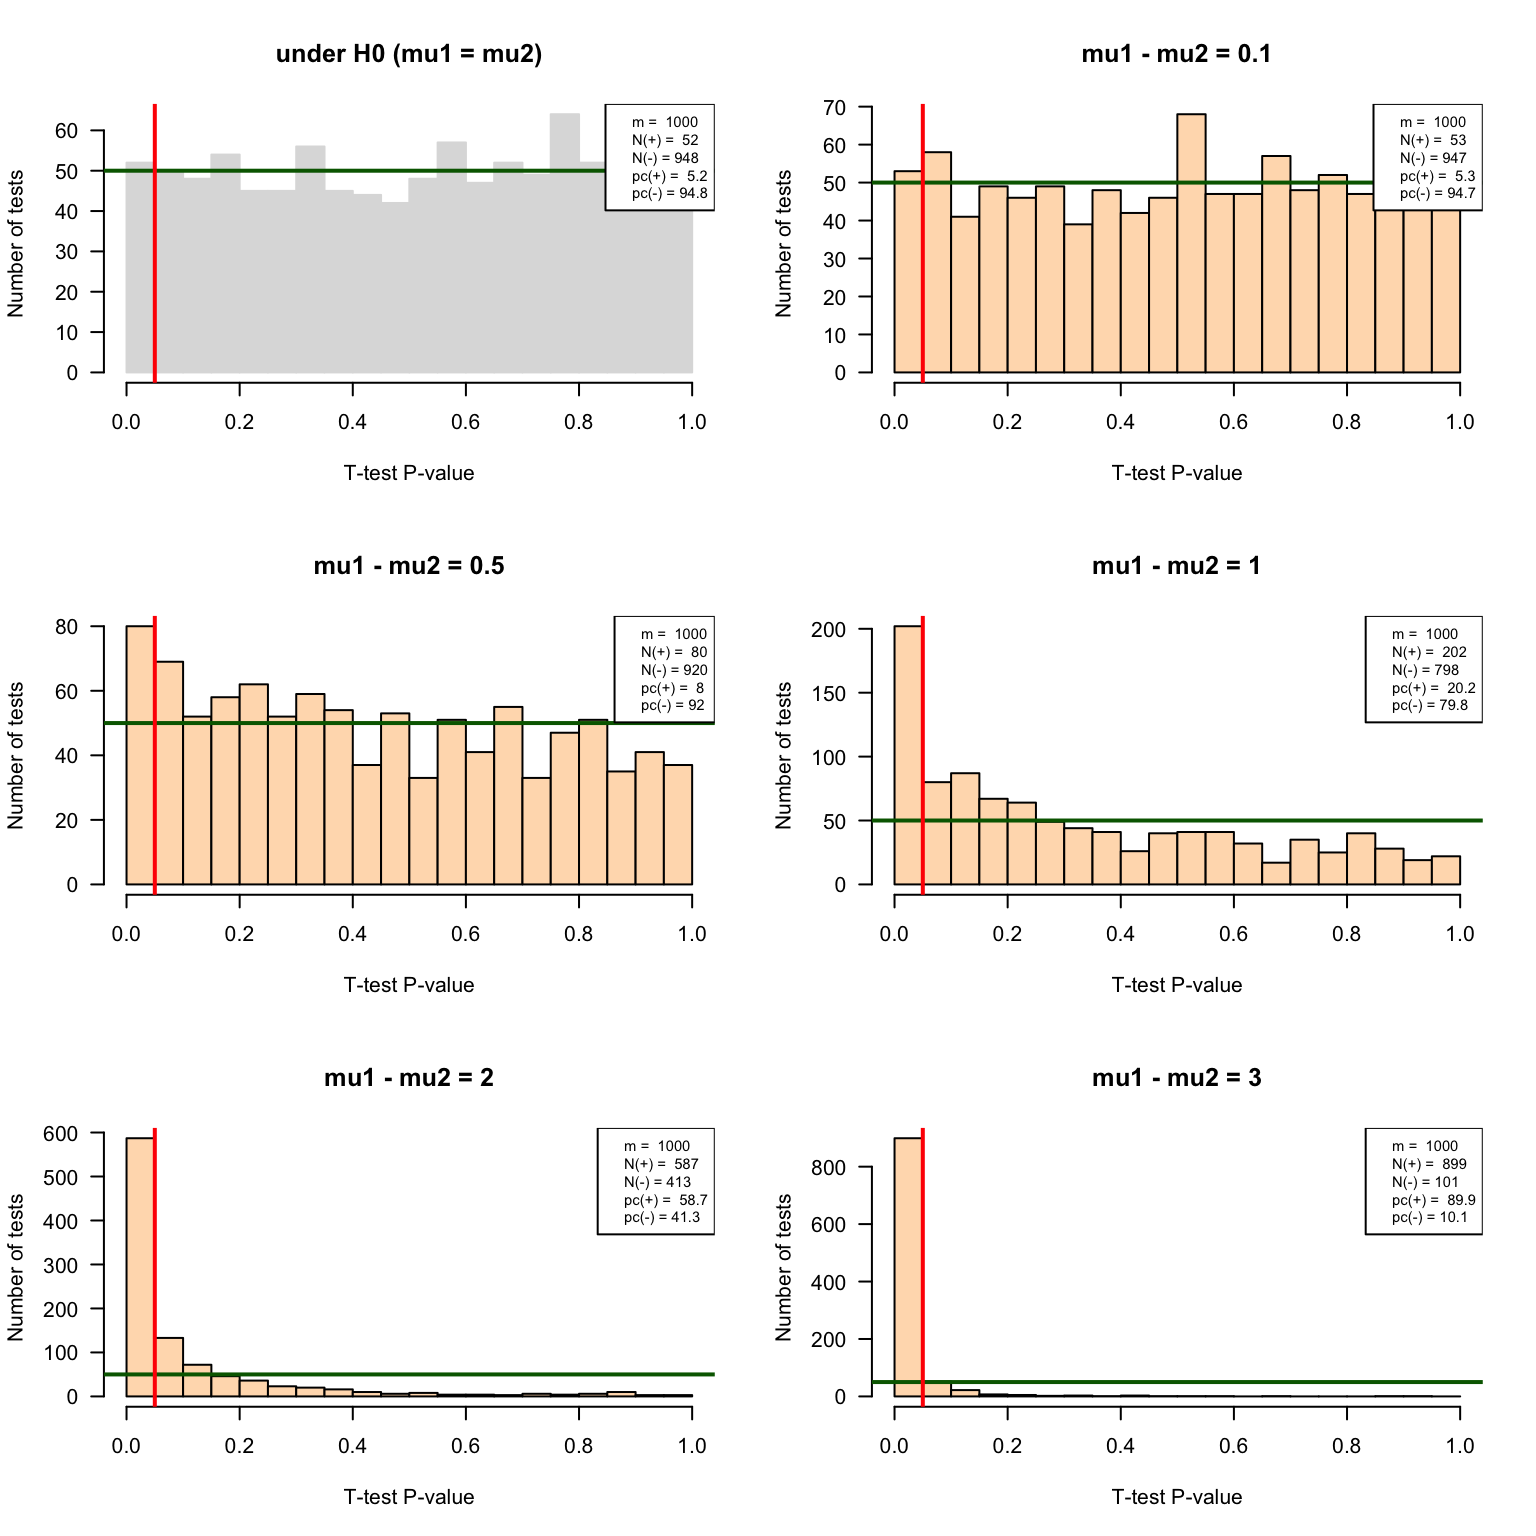 under H0 (mu1 = mu2)
Number of tests
60
50
40
30
20
10
0
m = 1000
N(+) = 52
N(-) = 948
pc(+) = 5.2
pc(-) = 94.8
0.0 0.2 0.4 0.6 0.8 1.0
T-test P-value
mu1 - mu2 = 0.1
Number of tests
70
60
50
40
30
20
10
0
m = 1000
N(+) = 53
N(-) = 947
pc(+) = 5.3
pc(-) = 94.7
0.0 0.2 0.4 0.6 0.8 1.0
T-test P-value
mu1 - mu2 = 0.5
Number of tests
80
60
40
20
0
m = 1000
N(+) = 80
N(-) = 920
pc(+) = 8
pc(-) = 92
0.0 0.2 0.4 0.6 0.8 1.0
T-test P-value
mu1 - mu2 = 1
Number of tests
200
150
100
50
0
m = 1000
N(+) = 202
N(-) = 798
pc(+) = 20.2
pc(-) = 79.8
0.0 0.2 0.4 0.6 0.8 1.0
T-test P-value
mu1 - mu2 = 2
Number of tests
600
500
400
300
200
100
0
m = 1000
N(+) = 587
N(-) = 413
pc(+) = 58.7
pc(-) = 41.3
0.0 0.2 0.4 0.6 0.8 1.0
T-test P-value
mu1 - mu2 = 3
Number of tests
800
600
400
200
0
m = 1000
N(+) = 899
N(-) = 101
pc(+) = 89.9
pc(-) = 10.1
0.0 0.2 0.4 0.6 0.8 1.0
T-test P-value